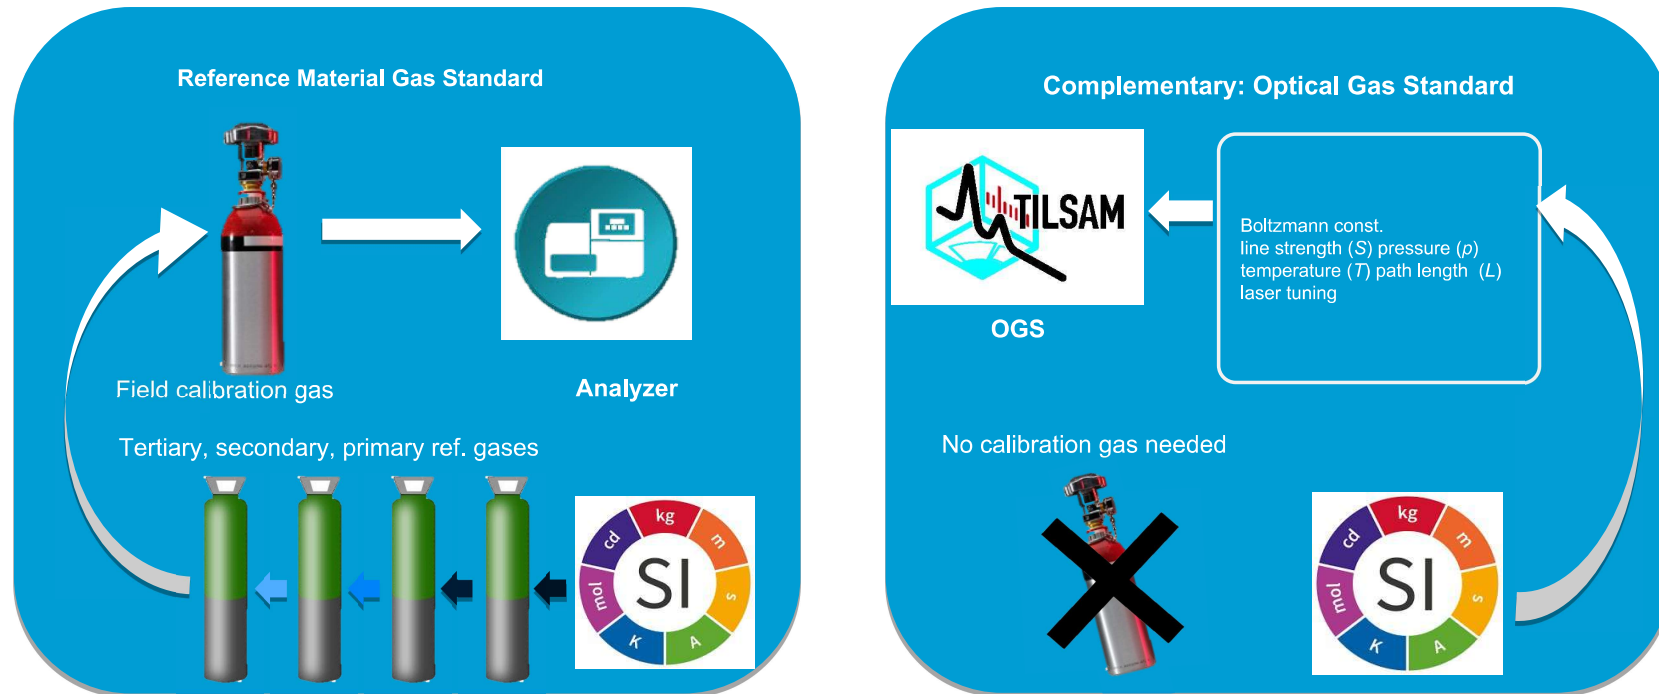 Reference Material Gas Standard
Field calibration gas
Analyzer
Tertiary, secondary, primary ref. gases
SI
kg
m
s
A
K
mol
cd
Complementary: Optical Gas Standard
TILSAM
OGS
Boltzmann const.
line strength (S) pressure (p)
temperature (T) path length (L)
laser tuning
No calibration gas needed
SI
kg
m
s
A
K
mol
cd